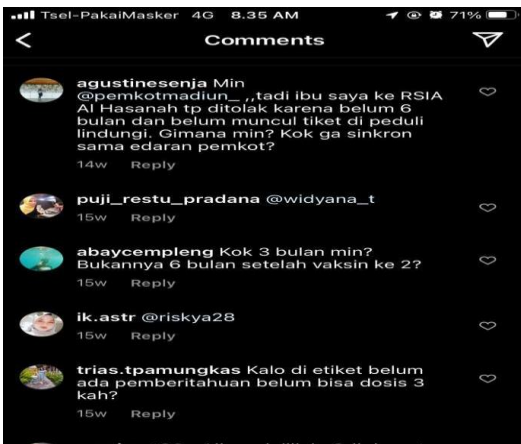 Tsel-PakaiMasker 4G 8.35 AM 71%
Comments
agustinesenja Min
@pemkotmadiun_ ,,tadi ibu saya ke RSIA
Al Hasanah tp ditolak karena belum 6
bulan dan belum muncul tiket di peduli
lindungi. Gimana min? Kok ga sinkron
sama edaran pemkot?
14w Reply
puji_restu_pradana @widyana_t
15w Reply
abaycempleng Kok 3 bulan min?
Bukannya 6 bulan setelah vaksin ke 2?
15w Reply
ik.astr @riskya28
15w Reply
trias.tpamungkas Kalo di etiket belum
ada pemberitahuan belum bisa dosis 3
kah?
15w Reply